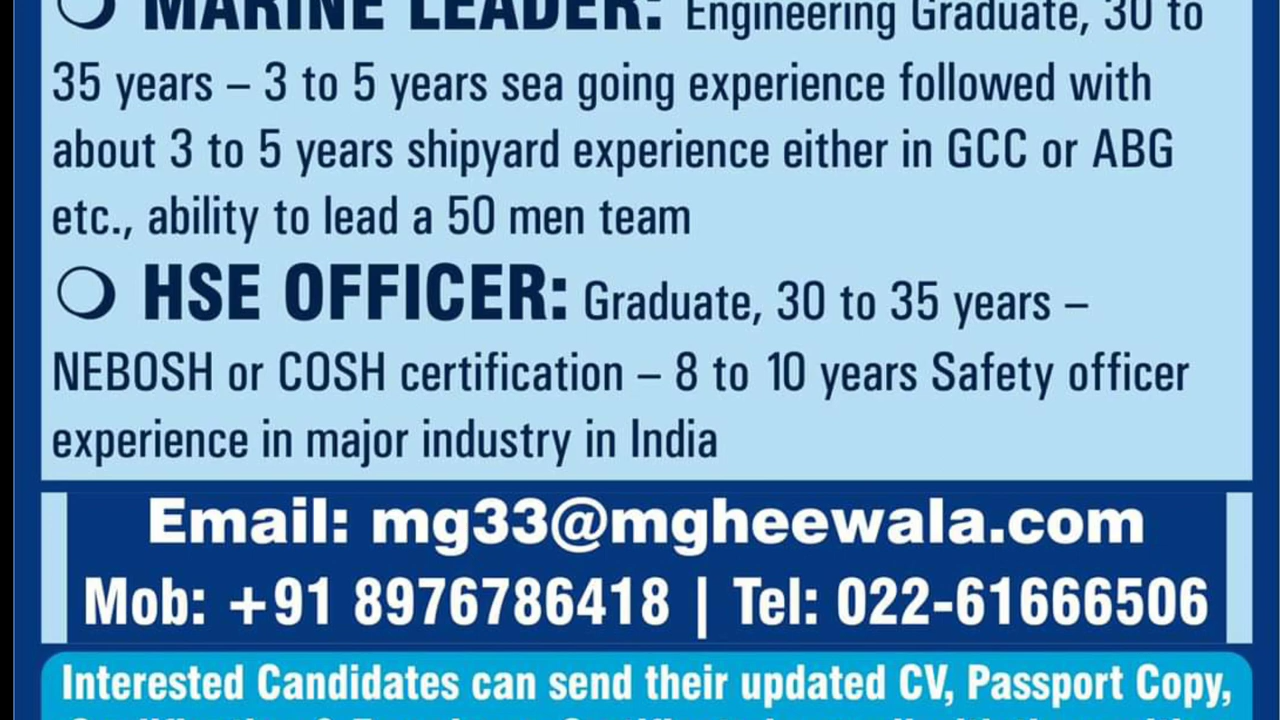 ❍ MARINE LEADER: Engineering Graduate, 30 to
35 years – 3 to 5 years sea going experience followed with
about 3 to 5 years shipyard experience either in GCC or ABG
etc., ability to lead a 50 men team
❍ HSE OFFICER: Graduate, 30 to 35 years –
NEBOSH or COSH certification – 8 to 10 years Safety officer
experience in major industry in India
Email: mg33@mgheewala.com
Mob: +91 8976786418 | Tel: 022-61666506
Interested Candidates can send their updated CV, Passport Copy,